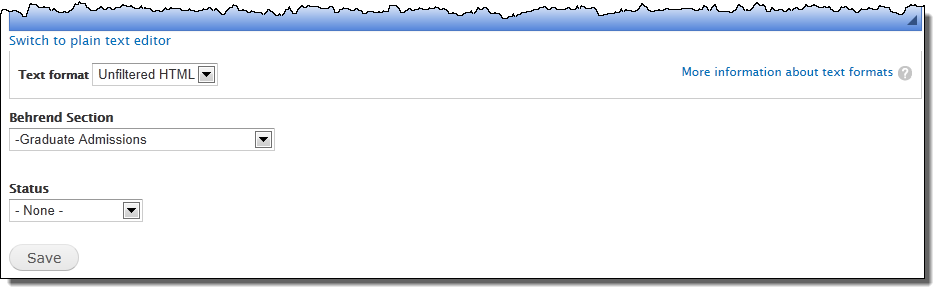 Switch to plain text editor
Text format Unfiltered HTML More information about text formats ?
Behrend Section
-Graduate Admissions
Status
- None -
Save